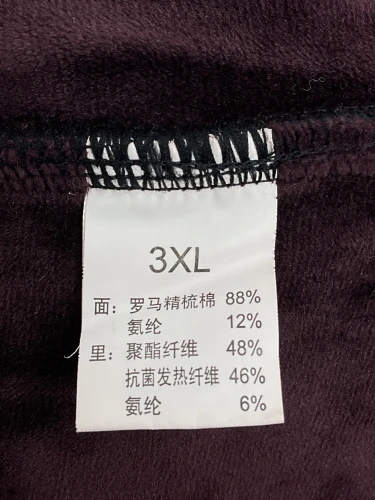 3XL
面：罗马精梳棉 88%
氨纶 12%
里：聚酯纤维 48%
抗菌发热纤维 46%
氨纶 6%